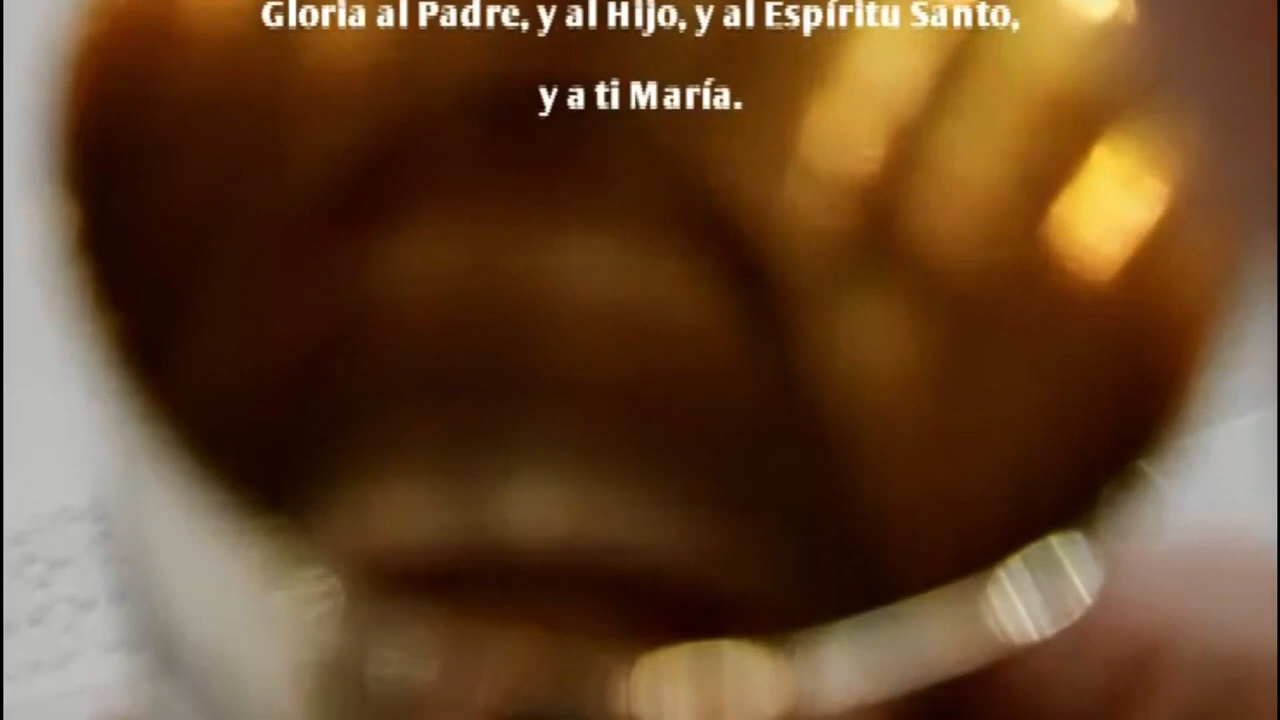 Gloria al Padre, y al Hijo, y al Espíritu Santo,
y a ti María.